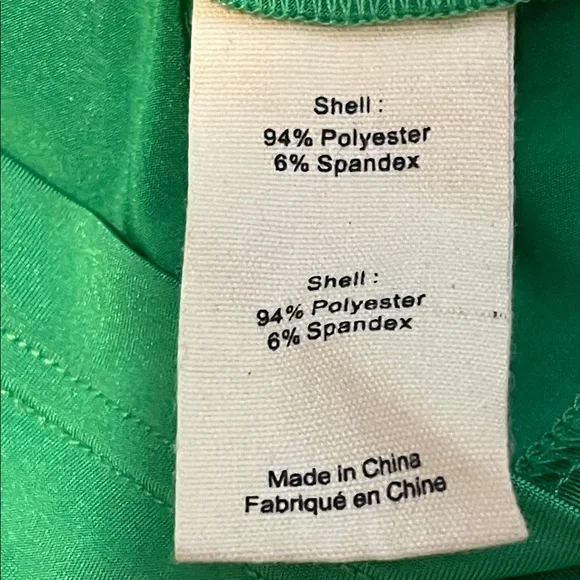 Shell :
94% Polyester
6% Spandex
Shell :
94% Polyester
6% Spandex
Made in China
Fabriqué en Chine